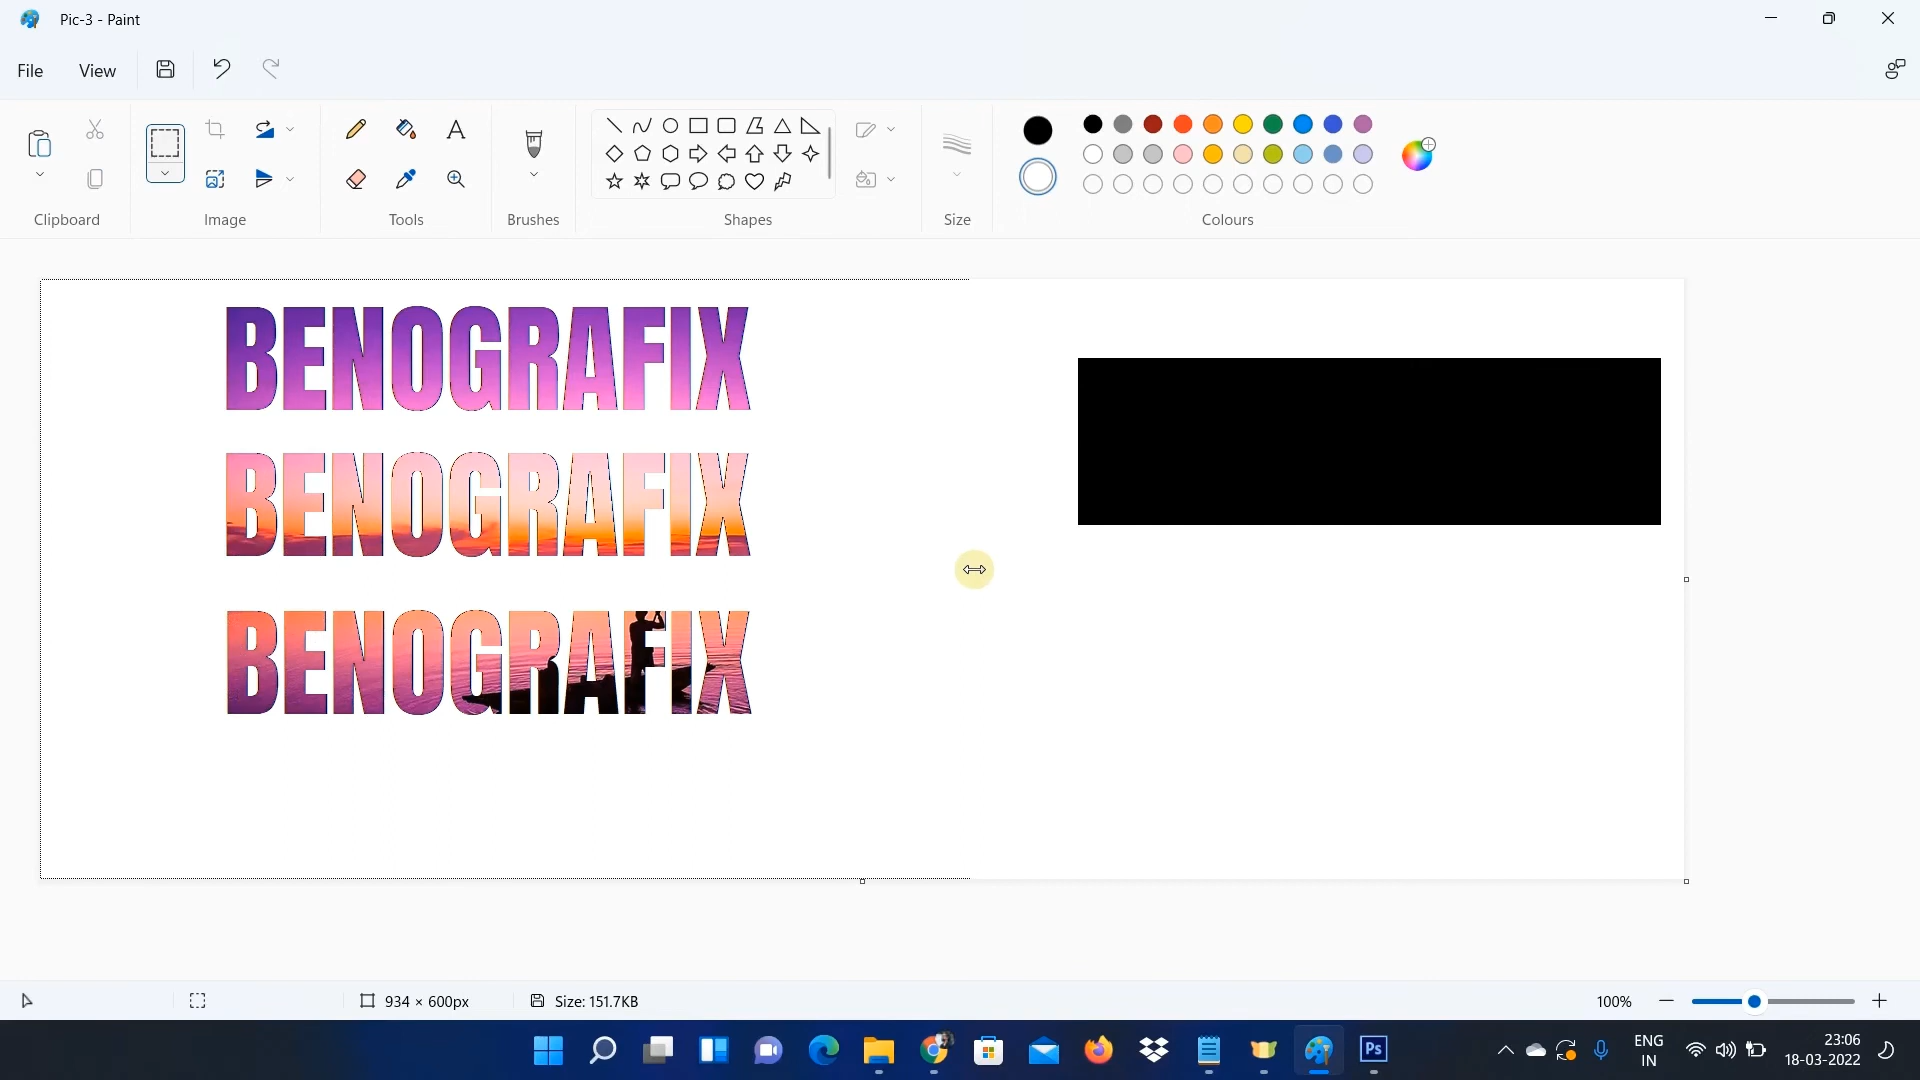 Pic-3 - Paint
File View
Clipboard Image Tools Brushes Shapes Size Colours
BENOGRAFIX
BENOGRAFIX
BENOGRAFIX
934 × 600px Size: 151.7KB 100%
Ps
ENG 23:06
IN 18-03-2022